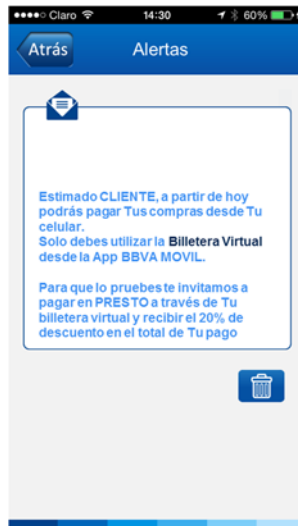 Claro 14:30 60%
Atrás Alertas
Estimado CLIENTE, a partir de hoy
podrás pagar Tus compras desde Tu
celular.
Solo debes utilizar la Billetera Virtual
desde la App BBVA MOVIL.
Para que lo pruebes te invitamos a
pagar en PRESTO a través de Tu
billetera virtual y recibir el 20% de
descuento en el total de Tu pago